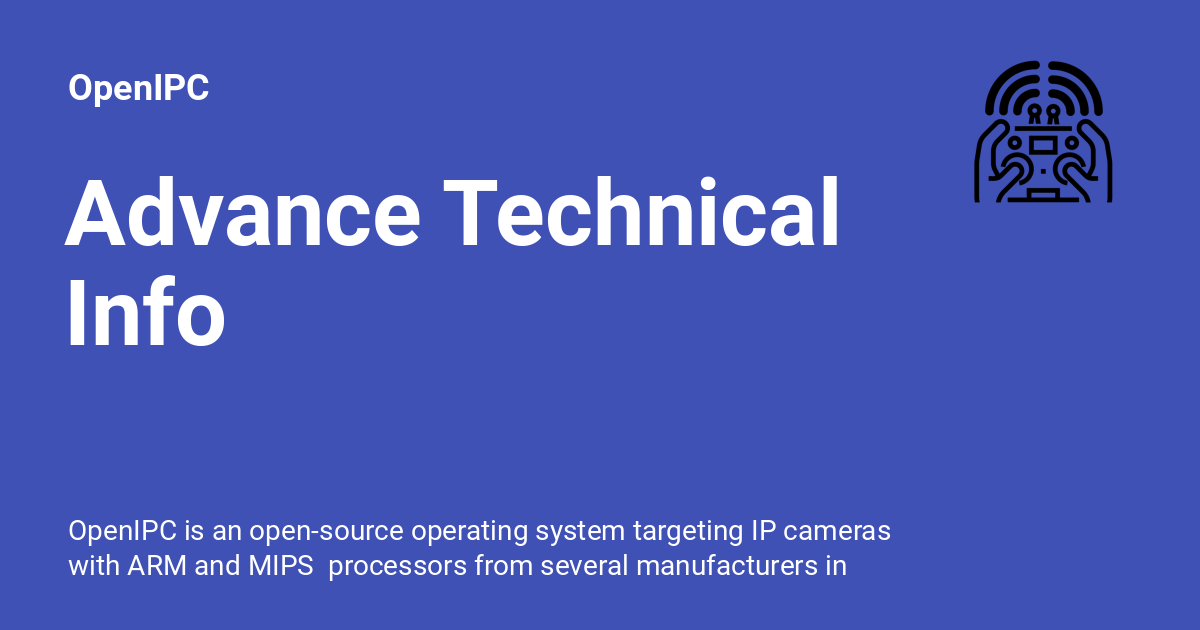 OpenIPC
Advance Technical
Info
OpenIPC is an open-source operating system targeting IP cameras
with ARM and MIPS  processors from several manufacturers in